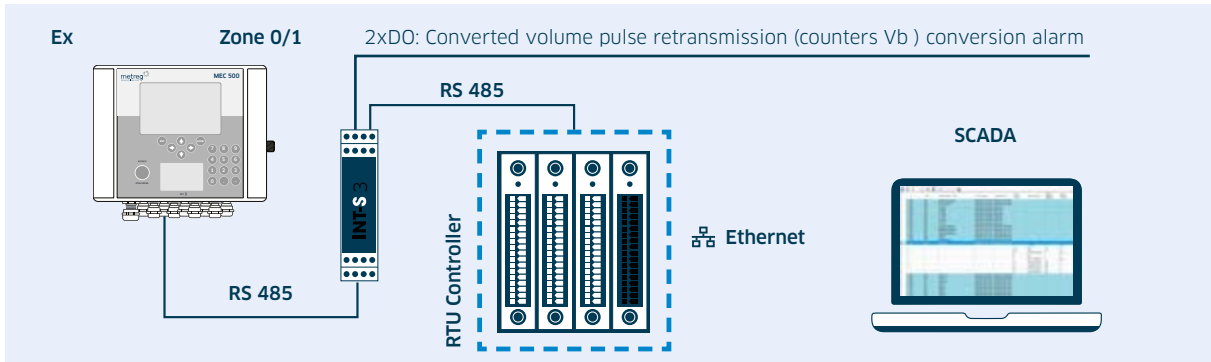 Ex
Zone 0/1
2xDO: Converted volume pulse retransmission (counters Vb ) conversion alarm
metreg
MEC 500
RS 485
SCADA
INT-S 3
RTU Controller
Ethernet
RS 485